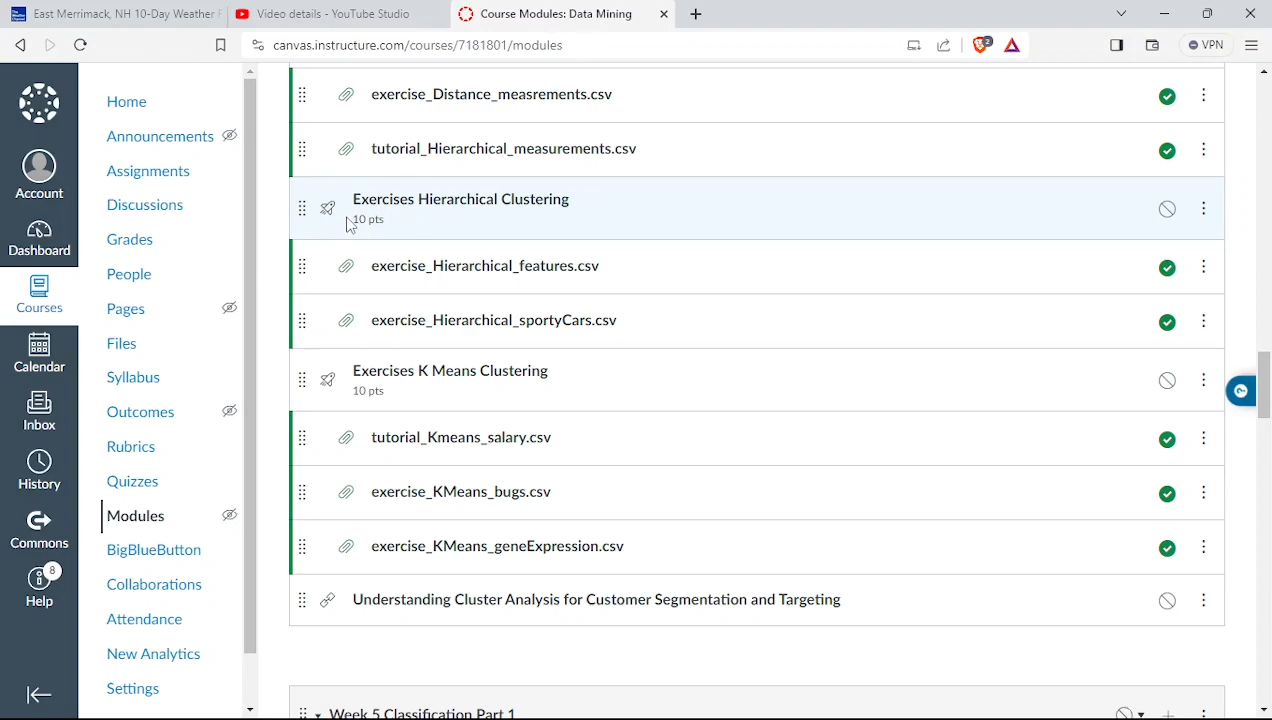 East Merrimack, NH 10-Day Weather
Video details - YouTube Studio
Course Modules: Data Mining
canvas.instructure.com/courses/7181801/modules
2
VPN
Account
Dashboard
Courses
Calendar
Inbox
History
Commons
8
Help
Home
Announcements
Assignments
Discussions
Grades
People
Pages
Files
Syllabus
Outcomes
Rubrics
Quizzes
Modules
BigBlueButton
Collaborations
Attendance
New Analytics
Settings
exercise_Distance_measrements.csv
tutorial_Hierarchical_measurements.csv
Exercises Hierarchical Clustering
10 pts
exercise_Hierarchical_features.csv
exercise_Hierarchical_sportyCars.csv
Exercises K Means Clustering
10 pts
tutorial_Kmeans_salary.csv
exercise_KMeans_bugs.csv
exercise_KMeans_geneExpression.csv
Understanding Cluster Analysis for Customer Segmentation and Targeting
Week 5 Classification Part 1